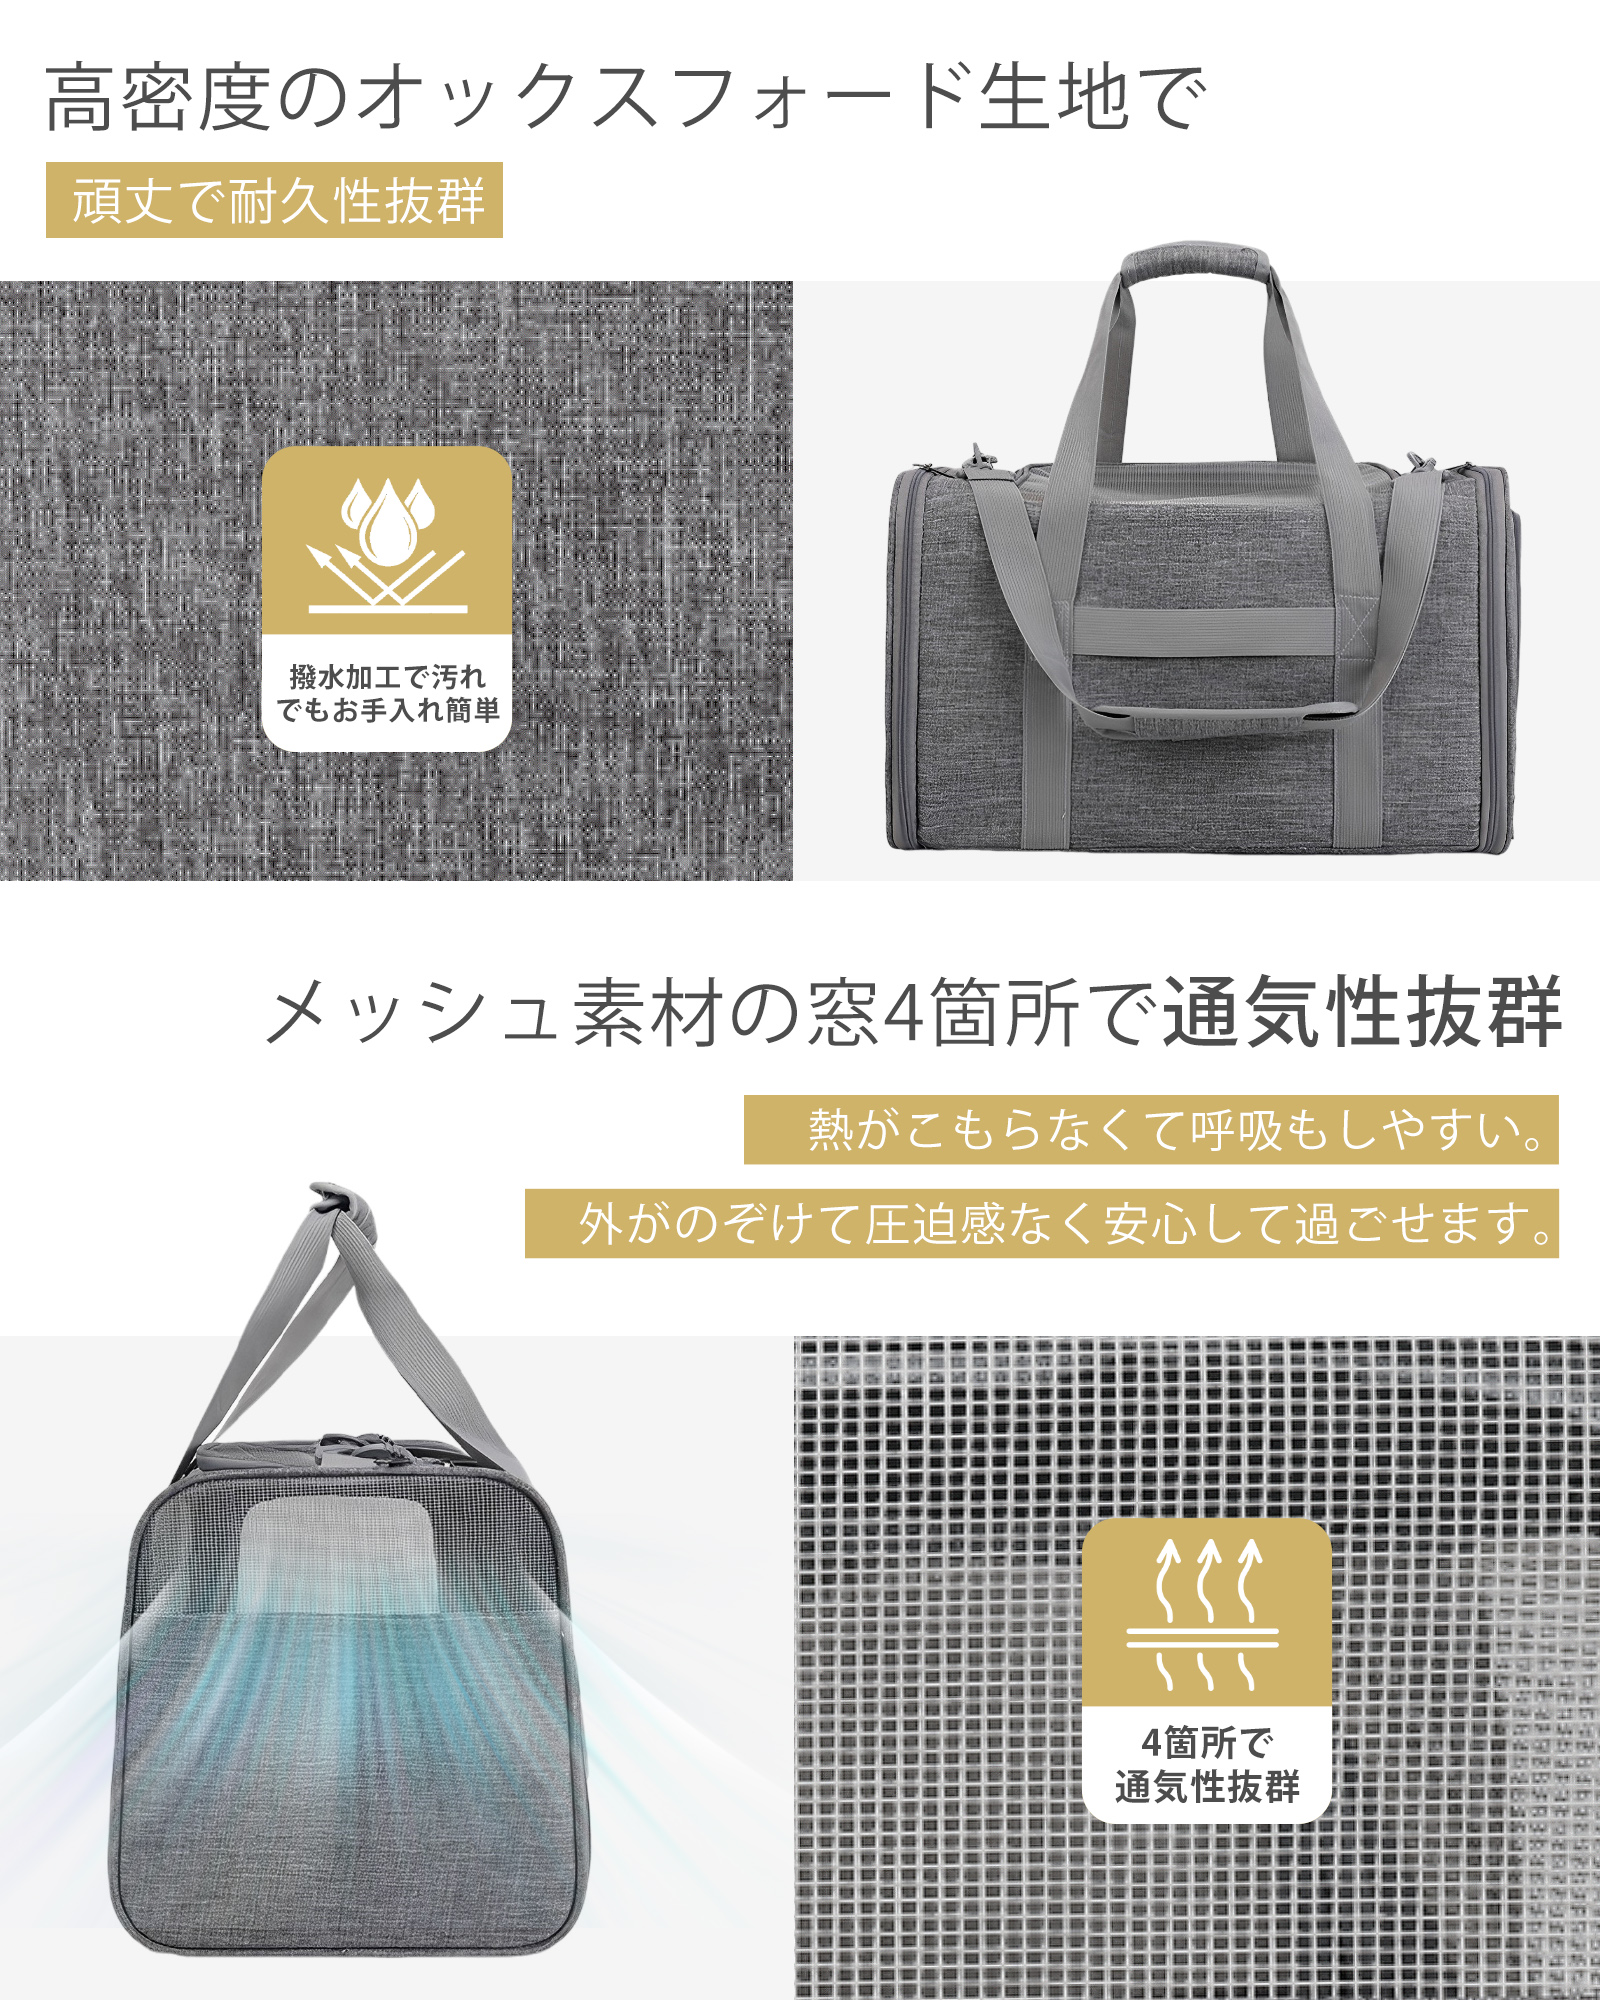 高密度のオックスフォード生地で
頑丈で耐久性抜群
撥水加工で汚れ
でもお手入れ簡単
メッシュ素材の窓4箇所で通気性抜群
熱がこもらなくて呼吸もしやすい。
外がのぞけて圧迫感なく安心して過ごせます。
4箇所で
通気性抜群